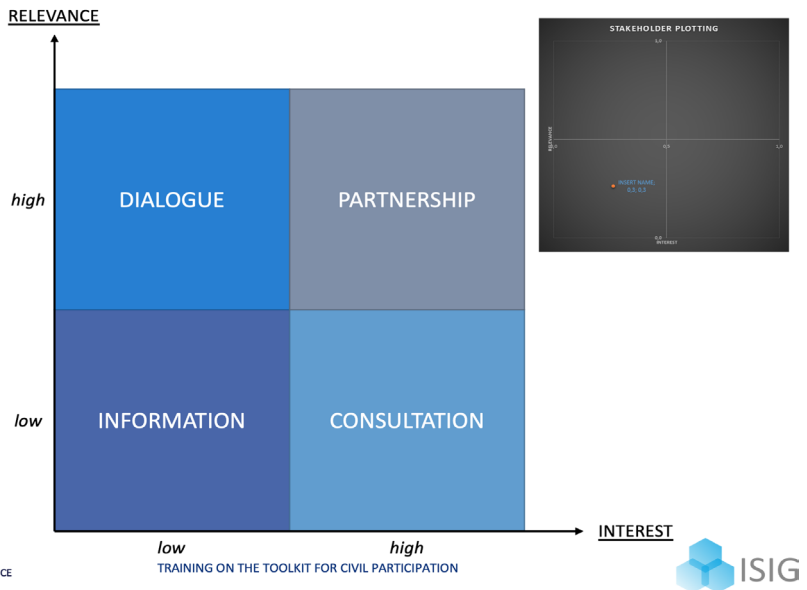 RELEVANCE
STAKEHOLDER PLOTTING
1,0
RELEVANCE
0,5
1,0
INSERT NAME;
0,3; 0,3
0,0
INTEREST
high
DIALOGUE
PARTNERSHIP
low
INFORMATION
CONSULTATION
INTEREST
low
high
CE
TRAINING ON THE TOOLKIT FOR CIVIL PARTICIPATION
ISIG